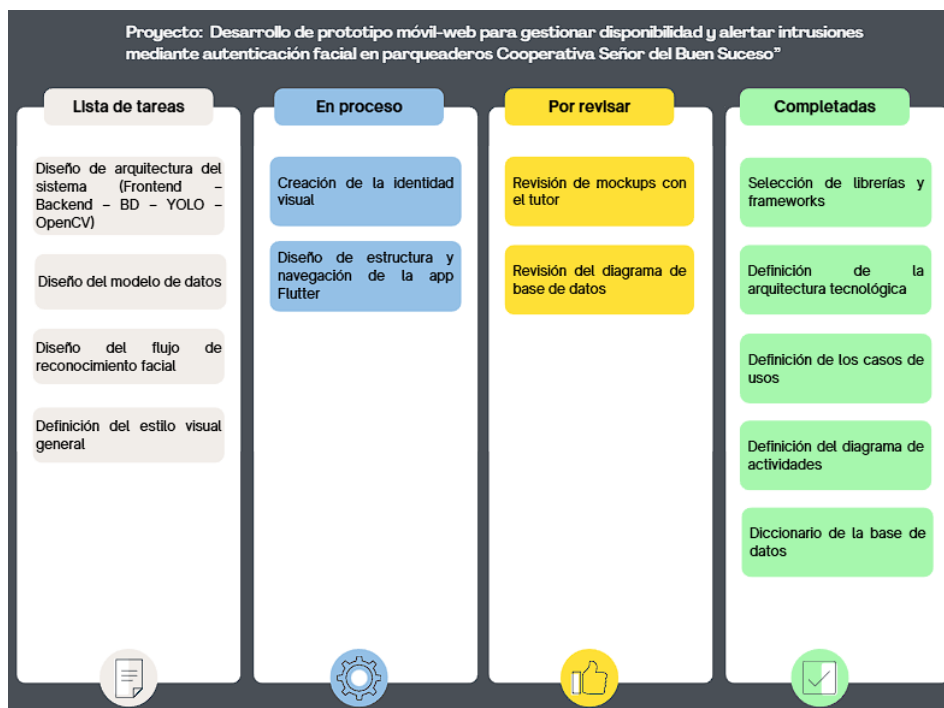 Proyecto: Desarrollo de prototipo móvil-web para gestionar disponibilidad y alertar intrusiones
mediante autenticación facial en parqueaderos Cooperativa Señor del Buen Suceso”
Lista de tareas
Diseño de arquitectura del
sistema (Frontend –
Backend – BD – YOLO –
OpenCV)
Diseño del modelo de datos
Diseño del flujo de
reconocimiento facial
Definición del estilo visual
general
En proceso
Creación de la identidad
visual
Diseño de estructura y
navegación de la app
Flutter
Por revisar
Revisión de mockups con
el tutor
Revisión del diagrama de
base de datos
Completadas
Selección de librerías y
frameworks
Definición de la
arquitectura tecnológica
Definición de los casos de
usos
Definición del diagrama de
actividades
Diccionario de la base de
datos